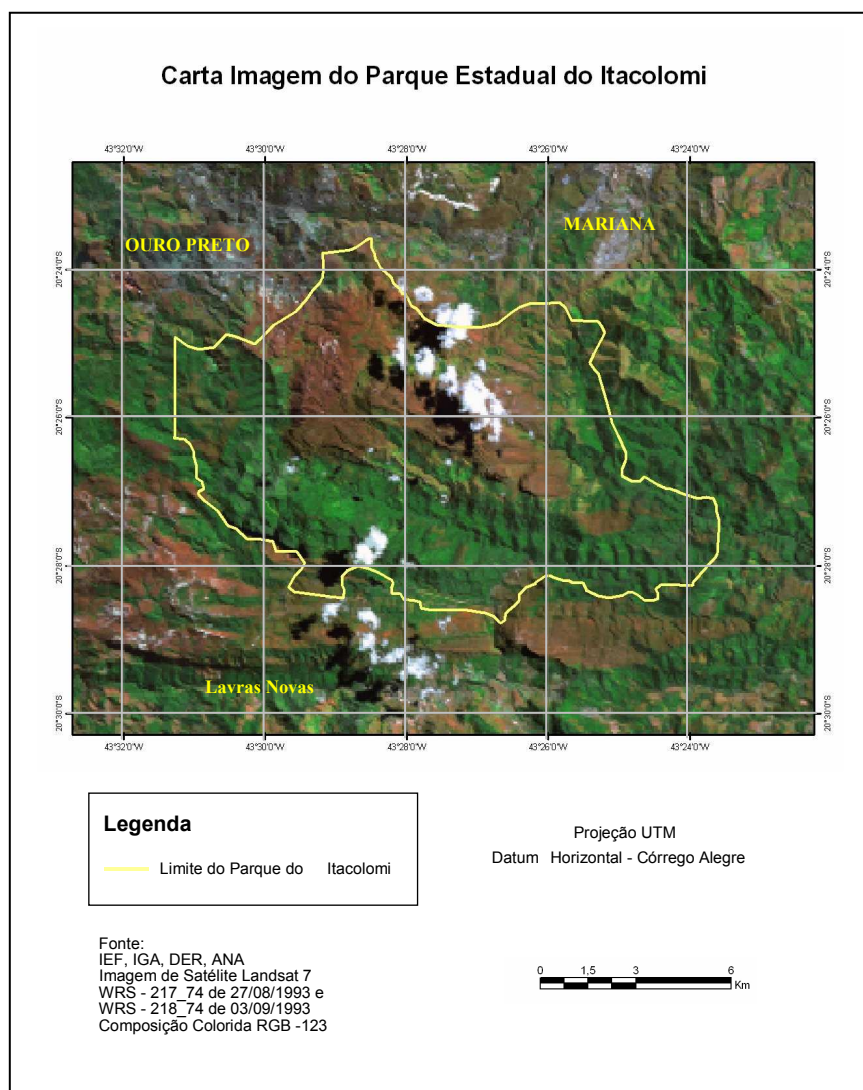 Carta Imagem do Parque Estadual do Itacolomi
43°32'0"W 43°30'0"W 43°28'0"W 43°26'0"W 43°24'0"W
OURO PRETO
MARIANA
20°24'0"S 20°24'0"S
20°26'0"S 20°26'0"S
20°28'0"S 20°28'0"S
Lavras Novas
20°30'0"S 20°30'0"S
43°32'0"W 43°30'0"W 43°28'0"W 43°26'0"W 43°24'0"W
Legenda
Limite do Parque do Itacolomi
Projeção UTM
Datum Horizontal - Córrego Alegre
Fonte:
IEF, IGA, DER, ANA
Imagem de Satélite Landsat 7
WRS - 217_74 de 27/08/1993 e
WRS - 218_74 de 03/09/1993
Composição Colorida RGB -123
0 1,5 3 6
Km